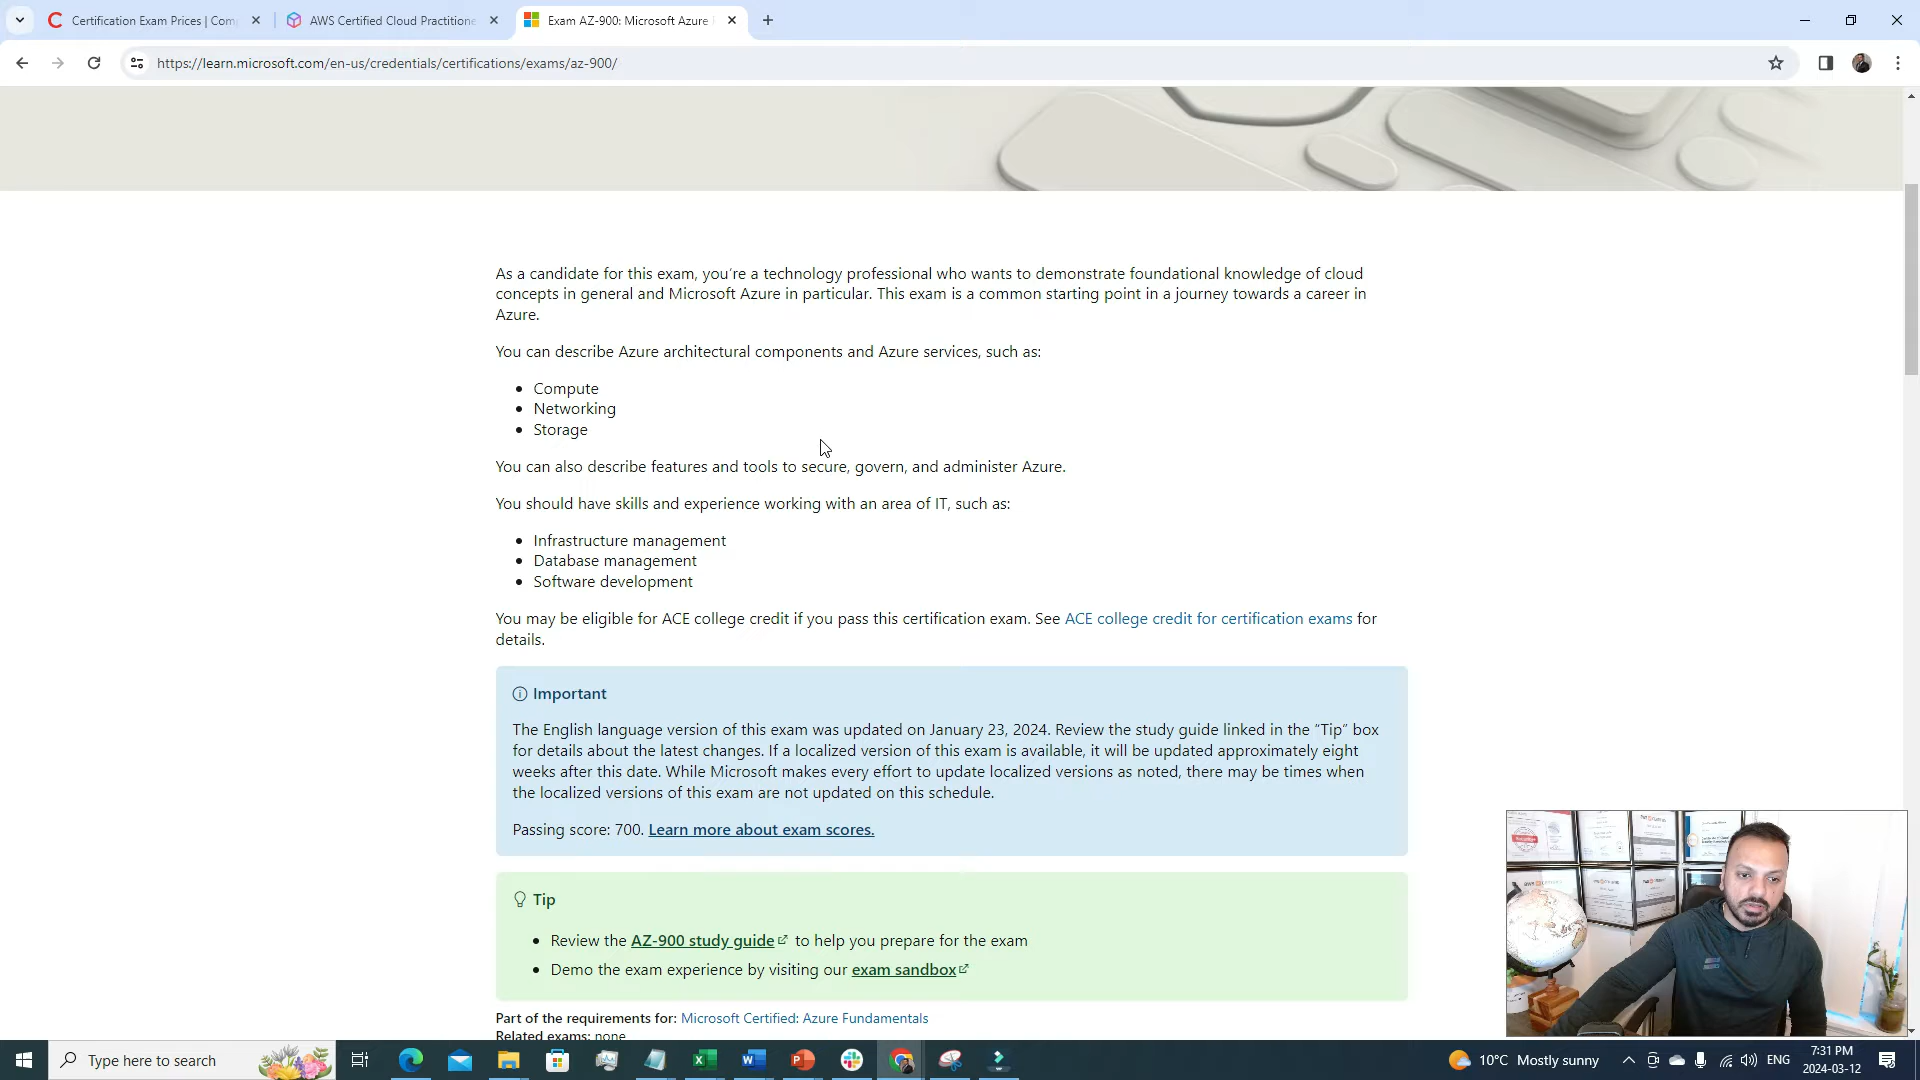 Certification Exam Prices | Com
AWS Certified Cloud Practitione
Exam AZ-900: Microsoft Azure
https://learn.microsoft.com/en-us/credentials/certifications/exams/az-900/
As a candidate for this exam, you're a technology professional who wants to demonstrate foundational knowledge of cloud
concepts in general and Microsoft Azure in particular. This exam is a common starting point in a journey towards a career in
Azure.
You can describe Azure architectural components and Azure services, such as:
• Compute
• Networking
• Storage
You can also describe features and tools to secure, govern, and administer Azure.
You should have skills and experience working with an area of IT, such as:
• Infrastructure management
• Database management
• Software development
You may be eligible for ACE college credit if you pass this certification exam. See ACE college credit for certification exams for
details.
Important
The English language version of this exam was updated on January 23, 2024. Review the study guide linked in the “Tip” box
for details about the latest changes. If a localized version of this exam is available, it will be updated approximately eight
weeks after this date. While Microsoft makes every effort to update localized versions as noted, there may be times when
the localized versions of this exam are not updated on this schedule.
Passing score: 700. Learn more about exam scores.
Tip
• Review the AZ-900 study guide to help you prepare for the exam
• Demo the exam experience by visiting our exam sandbox
Part of the requirements for: Microsoft Certified: Azure Fundamentals
Related exams: none
Type here to search
10°C Mostly sunny
ENG
7:31 PM
2024-03-12